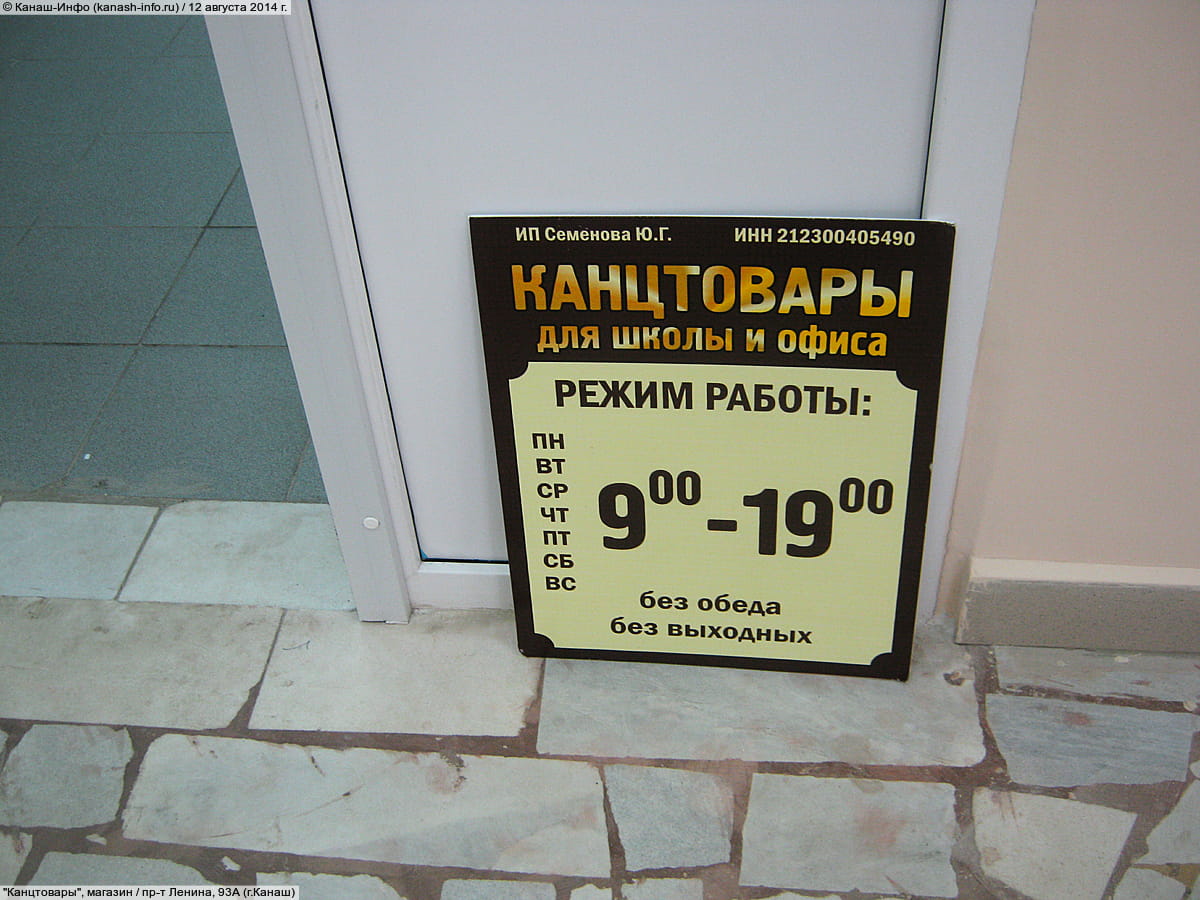 © Канаш-Инфо (kanash-info.ru) / 12 августа 2014 г.
ИП Семёнова Ю.Г. ИНН 212300405490
КАНЦТОВАРЫ
для школы и офиса
РЕЖИМ РАБОТЫ:
ПН
ВТ
СР
ЧТ
ПТ
СБ
ВС
900 - 1900
без обеда
без выходных
"Канцтовары", магазин / пр-т Ленина, 93А (г.Канаш)